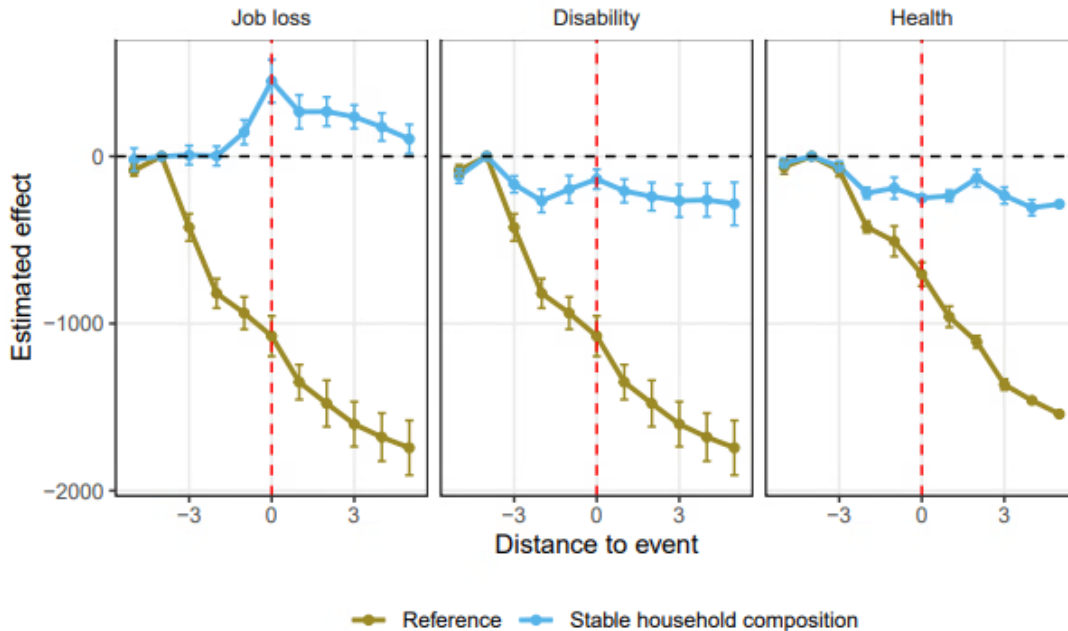 Job loss
Disability
Health
Estimated effect
0
−1000
−2000
−3
0
3
−3
0
3
−3
0
3
Distance to event
Reference
Stable household composition